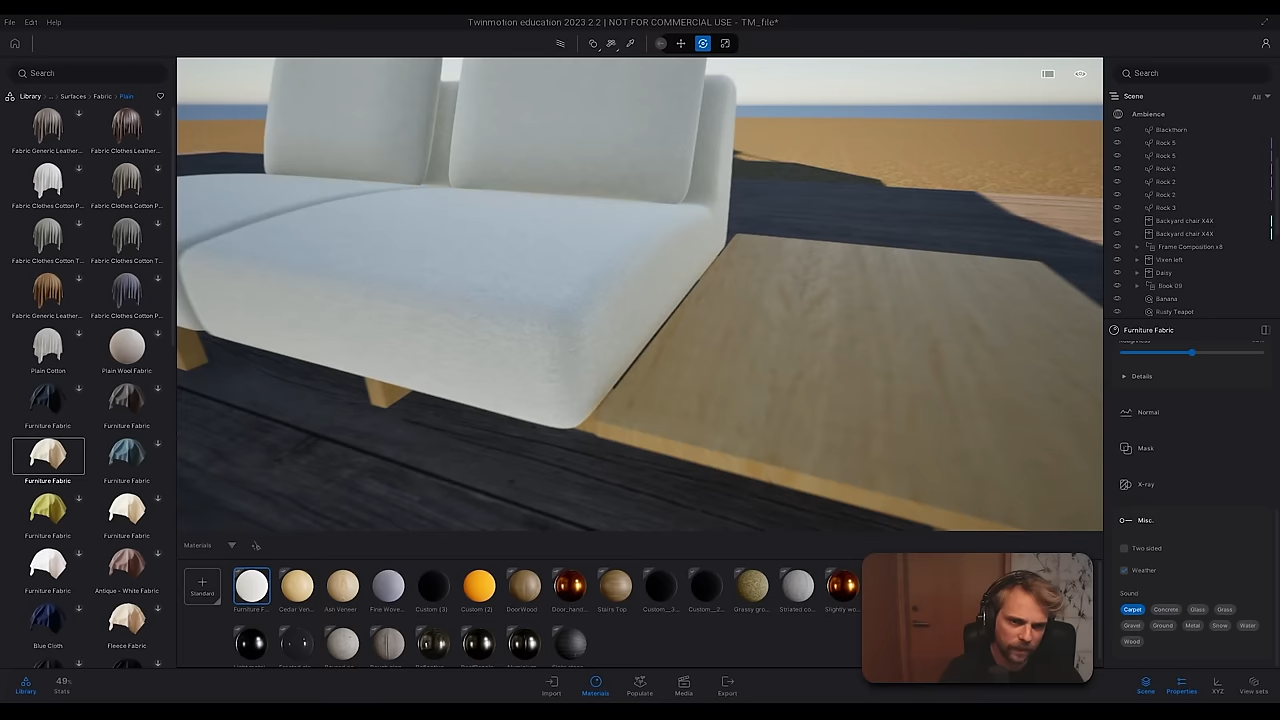 File Edit Help
Twinmotion education 2023.2.2 | NOT FOR COMMERCIAL USE - TM_file*
Search
Library > ... > Surfaces > Fabric > Plain
Fabric Generic Leather...
Fabric Clothes Leather...
Fabric Clothes Cotton P...
Fabric Clothes Cotton P...
Fabric Clothes Cotton T...
Fabric Clothes Cotton T...
Fabric Generic Leather...
Fabric Clothes Cotton P...
Plain Cotton
Plain Wool Fabric
Furniture Fabric
Furniture Fabric
Furniture Fabric
Furniture Fabric
Furniture Fabric
Furniture Fabric
Furniture Fabric
Antique - White Fabric
Blue Cloth
Fleece Fabric
Library
49%
Stats
Materials
Standard
Furniture F...
Cedar Ven...
Ash Veneer
Fine Wove...
Custom (3)
Custom (2)
DoorWood
Door_hand...
Stairs Top
Custom__3...
Custom__2...
Grassy gro...
Striated co...
Slightly wo...
Import
Materials
Populate
Media
Export
Search
Scene
All
Ambience
Blackthorn
Rock 5
Rock 5
Rock 2
Rock 2
Rock 2
Rock 3
Backyard chair X4X
Backyard chair X4X
Frame Composition x8
Vixen left
Daisy
Book 09
Banana
Rusty Teapot
Furniture Fabric
Details
Normal
Mask
X-ray
Misc.
Two sided
Weather
Sound
Carpet Concrete Glass Grass
Gravel Ground Metal Snow Water
Wood
Scene
Properties
XYZ
View sets